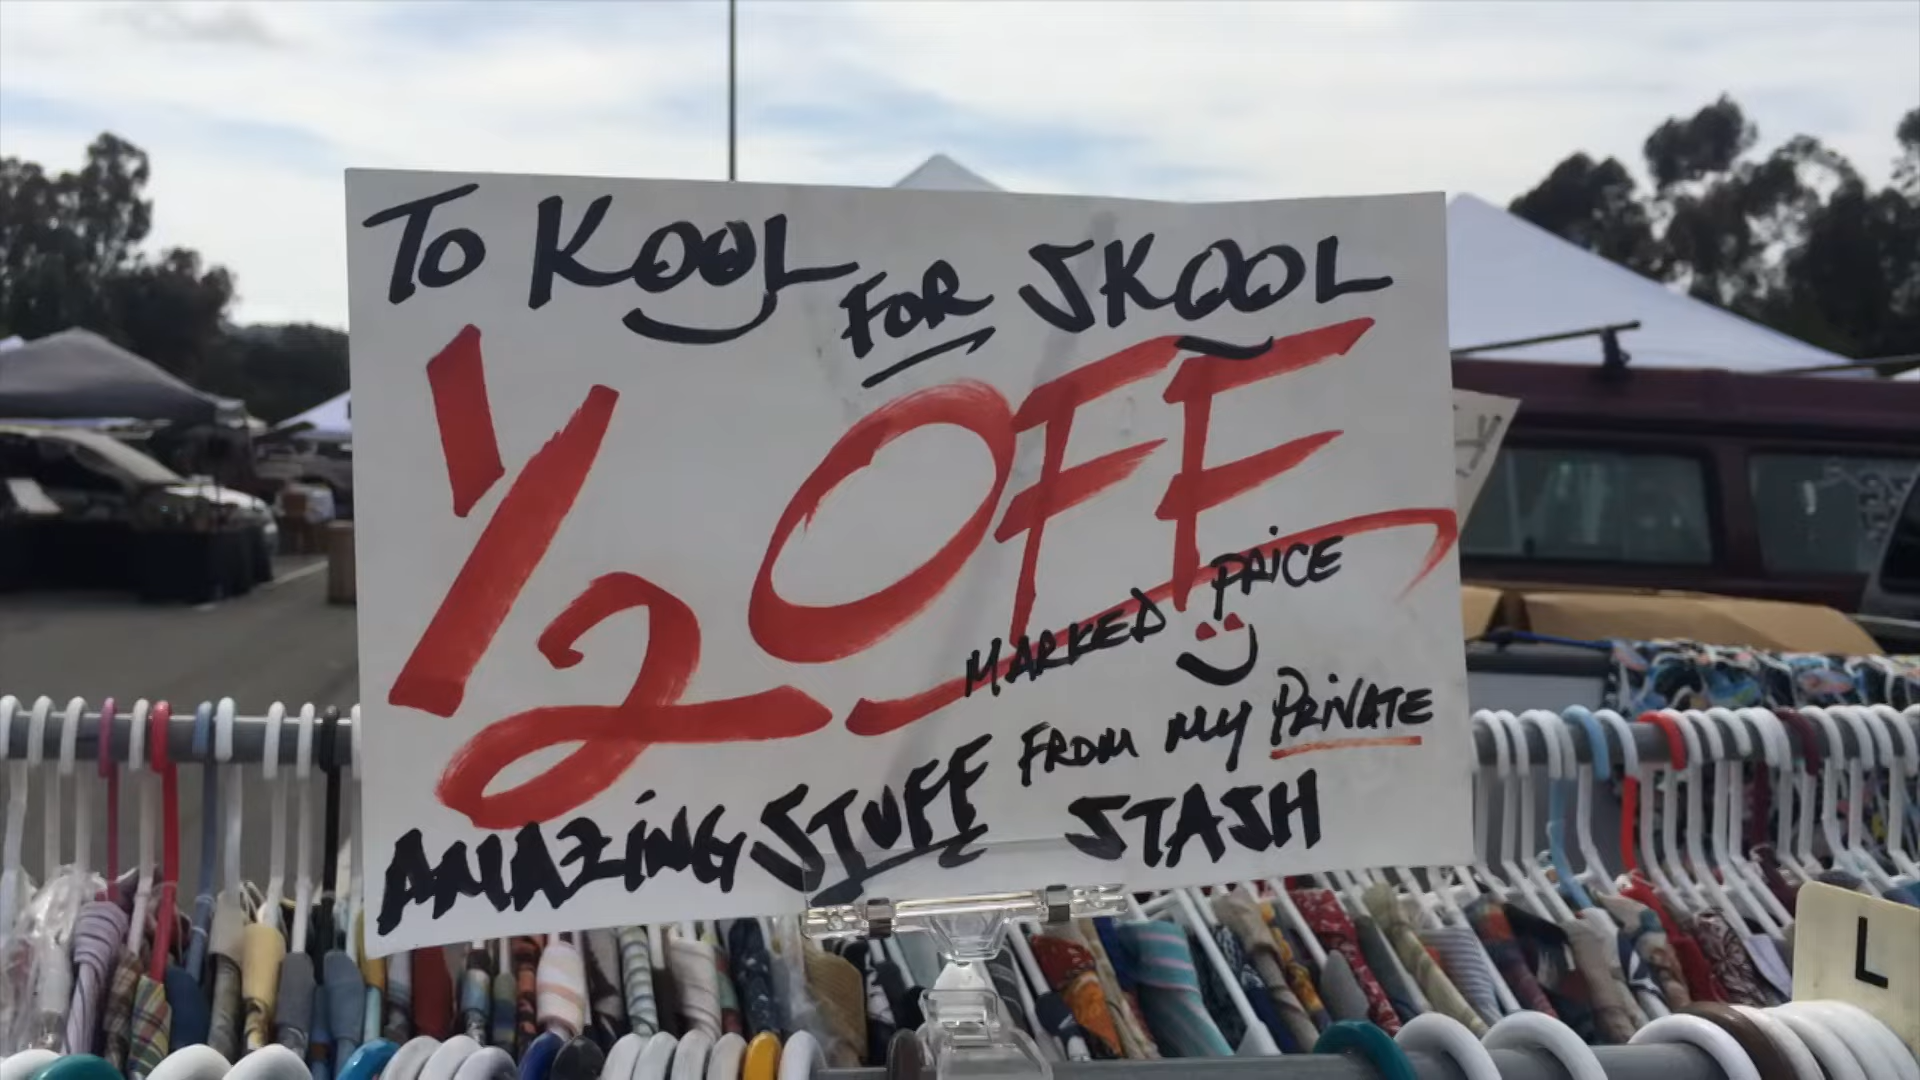 To KOOL FOR SKOOL
1/2 OFF
MARKED PRICE
AMAZING STUFF FROM MY PRIVATE
STASH
L